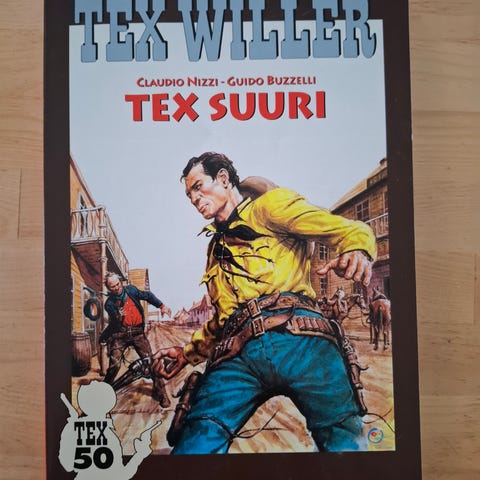 TEX WILLER
CLAUDIO NIZZI - GUIDO BUZZELLI
TEX SUURI
TEX
50